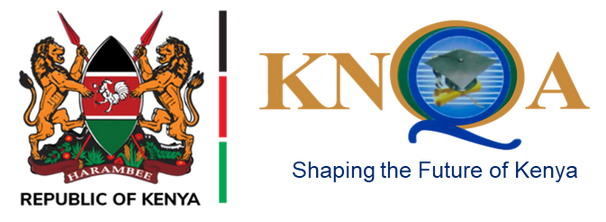 HARAMBEE
REPUBLIC OF KENYA
KNQA
Shaping the Future of Kenya